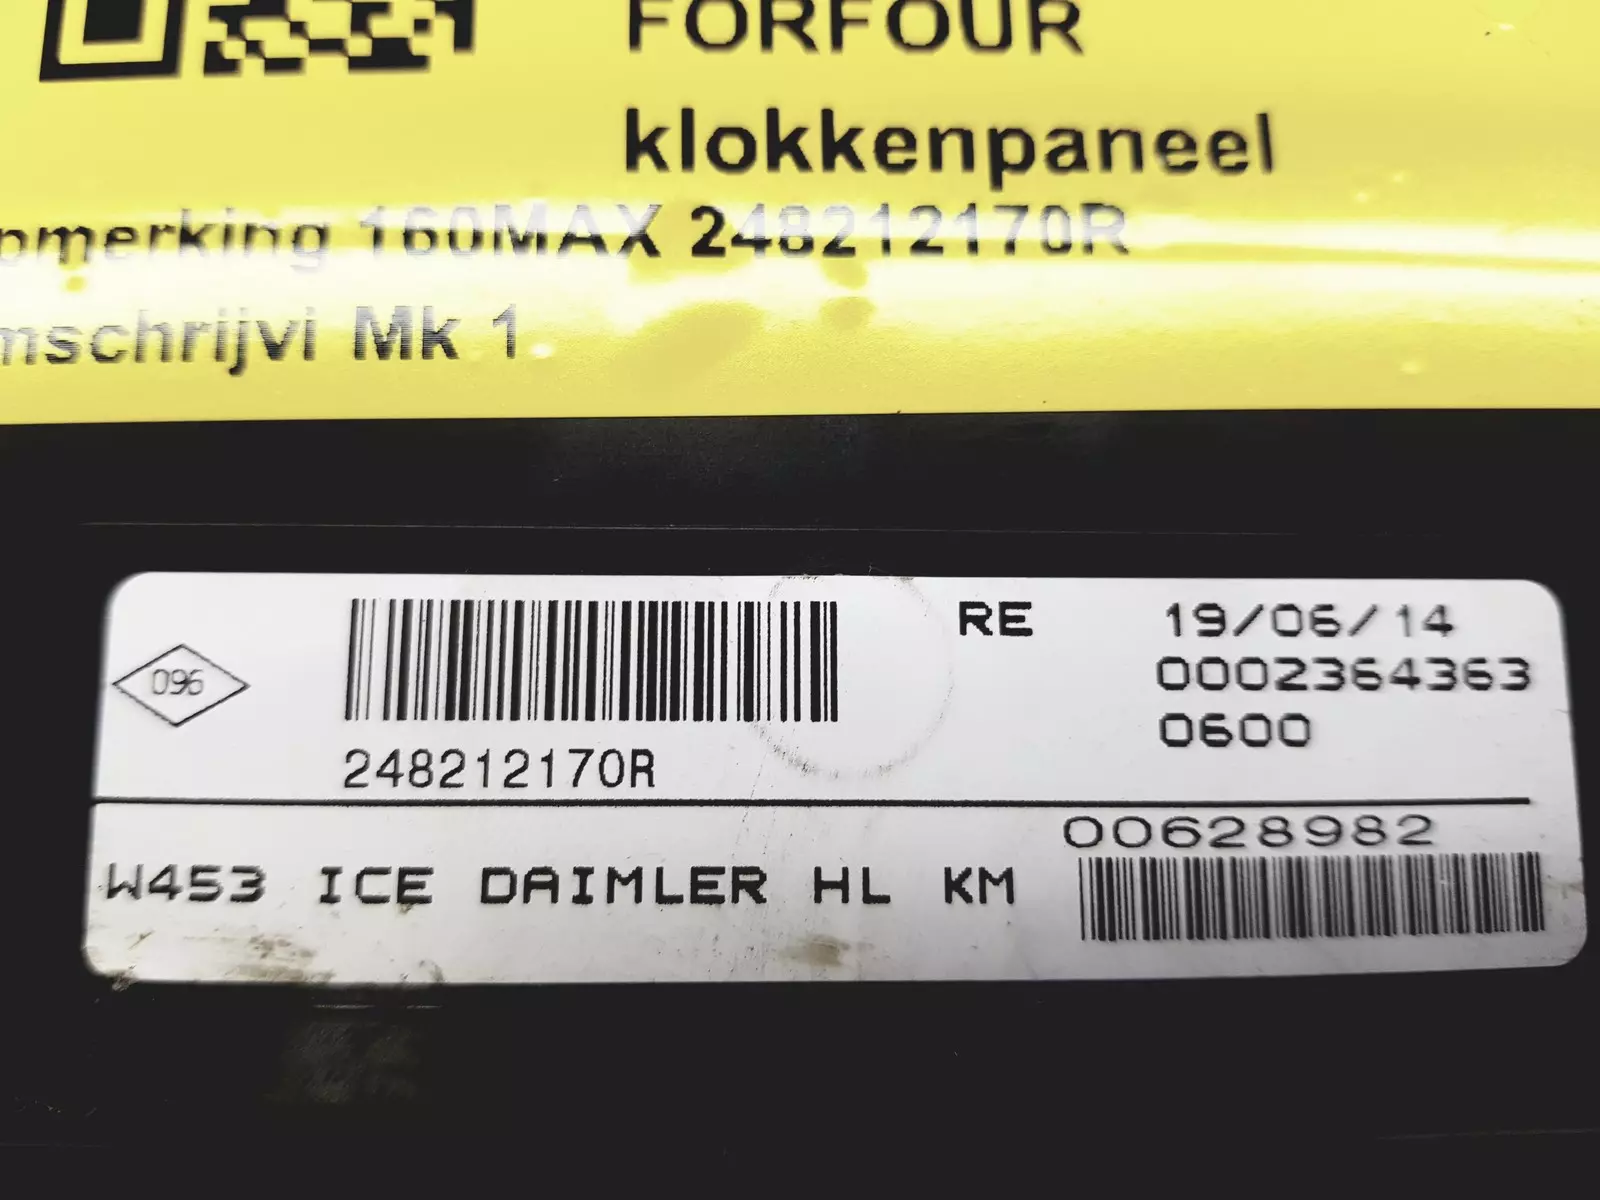 FORFOUR
klokkenpaneel
pmerking 160MAX 248212170R
mschrijvi Mk 1
096
248212170R
RE
19/06/14
0002364363
0600
00628982
W453 ICE DAIMLER HL KM